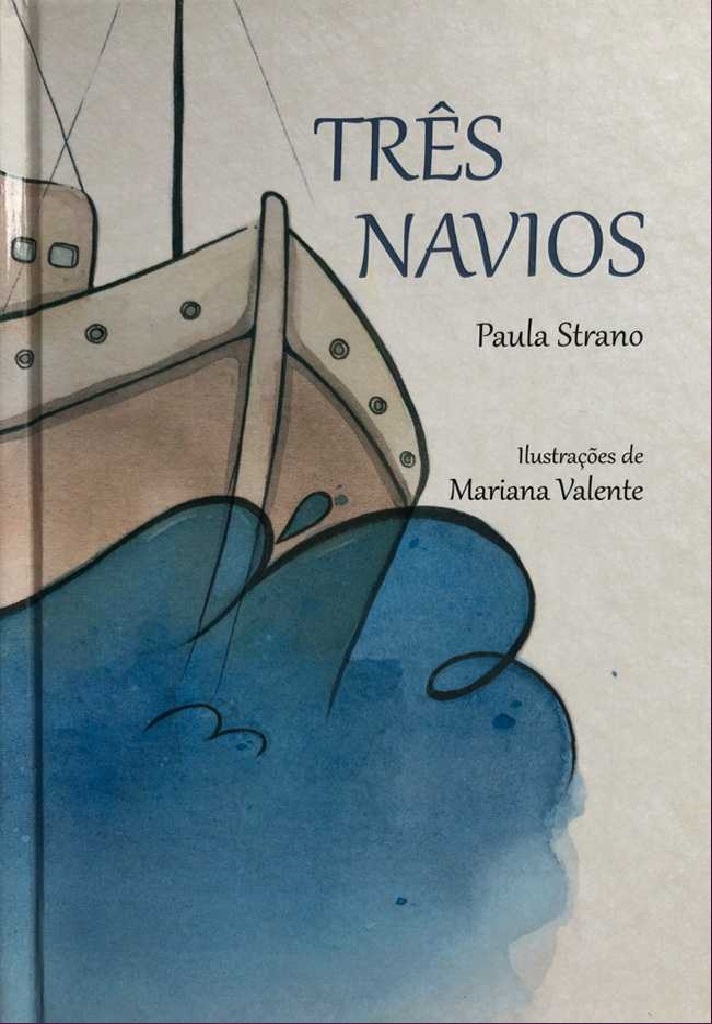 TRÊS
NAVIOS
Paula Strano
Ilustrações de
Mariana Valente